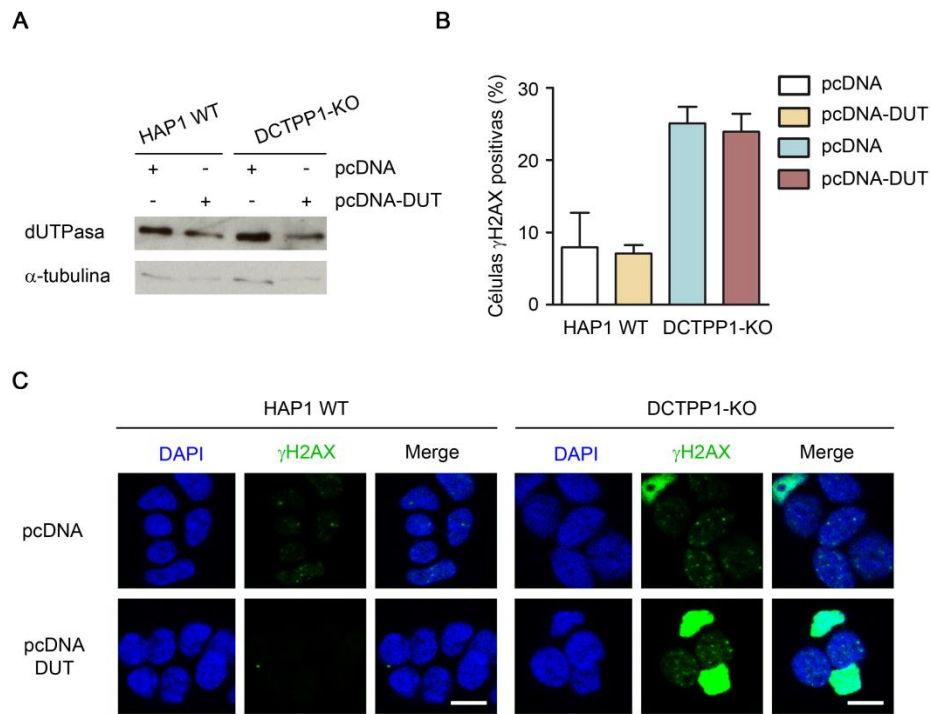 A
HAP1 WT
DCTPP1-KO
+ - + - pcDNA
- + - + pcDNA-DUT
dUTPasa
α-tubulina
B
Células γH2AX positivas (%)
30
20
10
0
HAP1 WT DCTPP1-KO
pcDNA
pcDNA-DUT
pcDNA
pcDNA-DUT
C
HAP1 WT DCTPP1-KO
DAPI γH2AX Merge DAPI γH2AX Merge
pcDNA
pcDNA
DUT